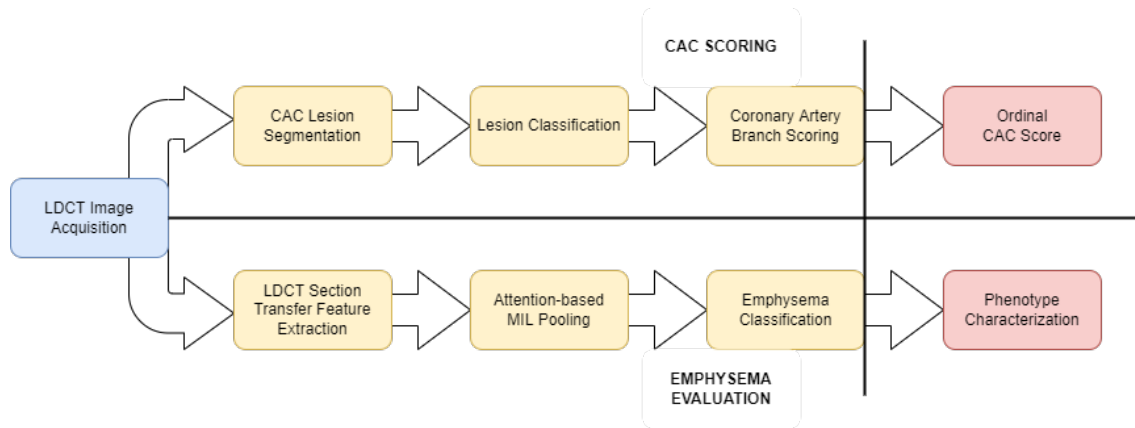 CAC SCORING
CAC Lesion
Segmentation
Lesion Classification
Coronary Artery
Branch Scoring
Ordinal
CAC Score
LDCT Image
Acquisition
LDCT Section
Transfer Feature
Extraction
Attention-based
MIL Pooling
Emphysema
Classification
Phenotype
Characterization
EMPHYSEMA
EVALUATION